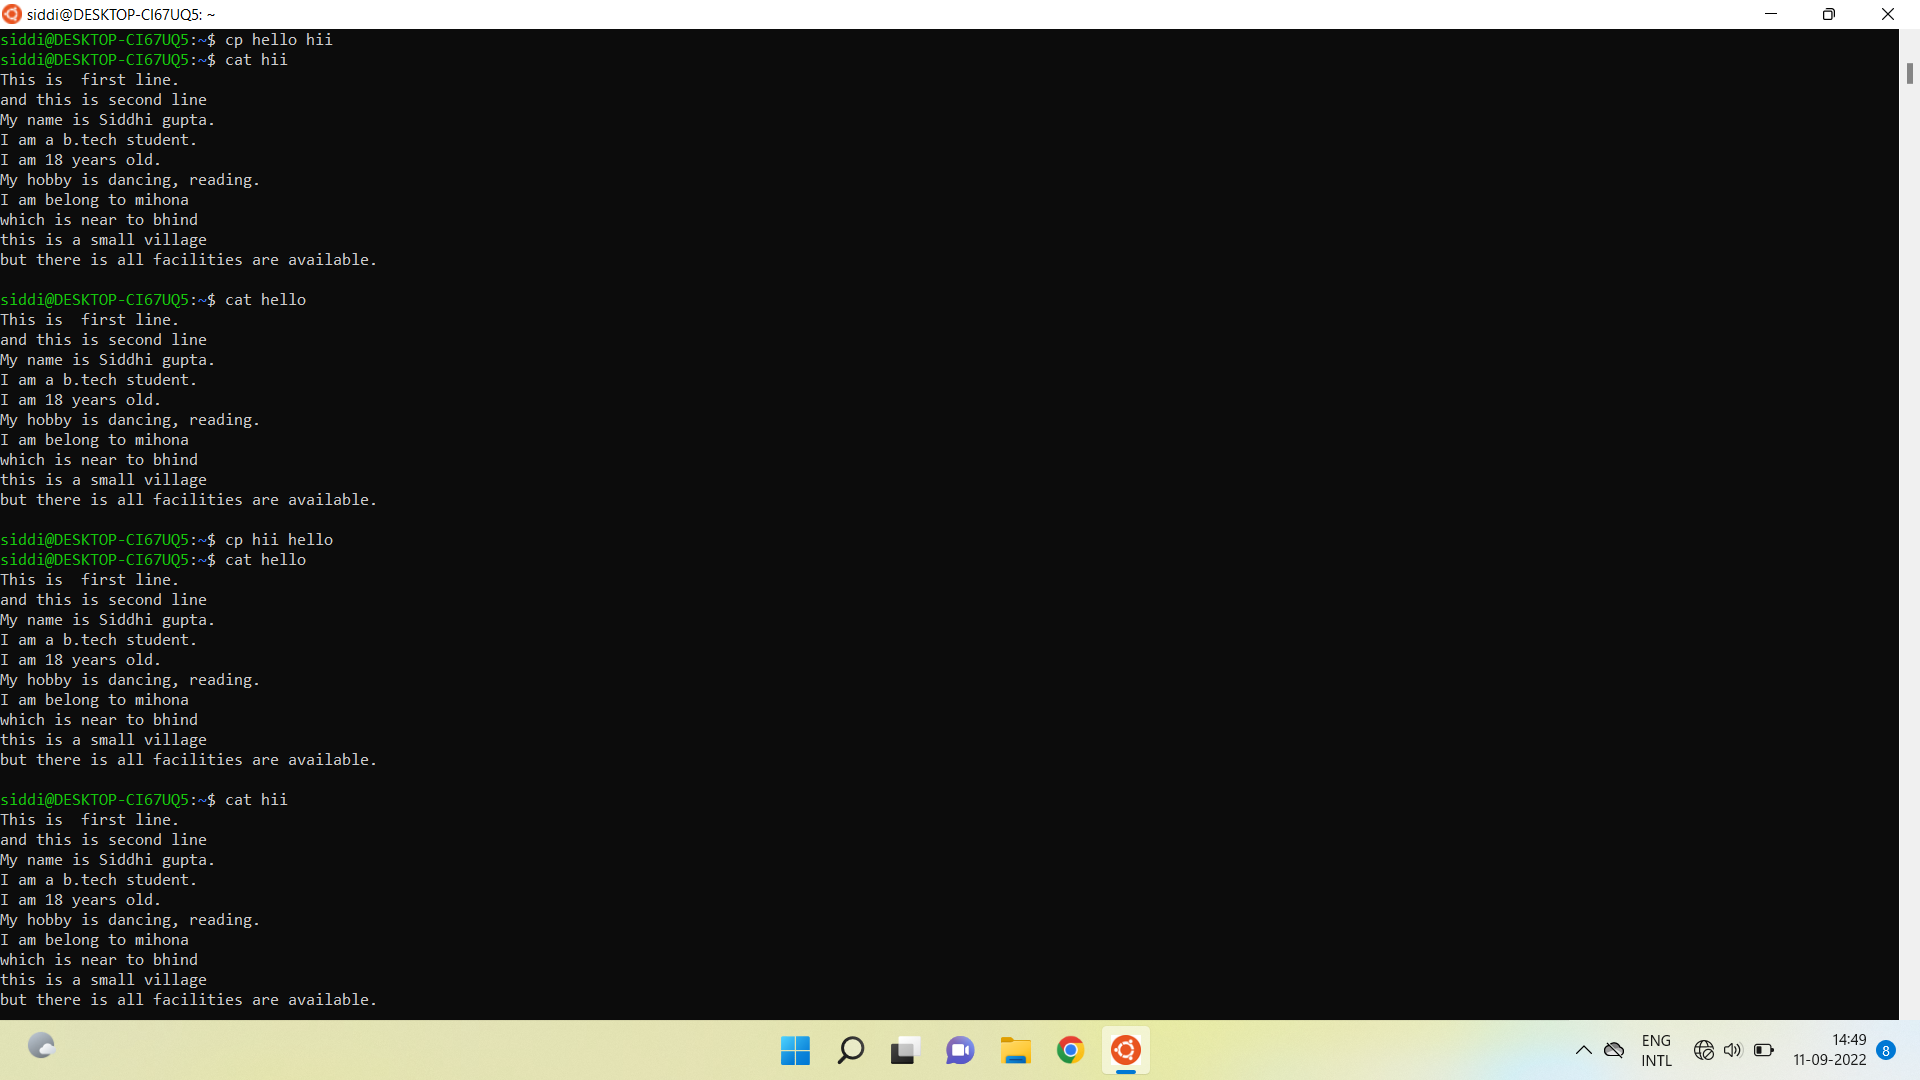 siddi@DESKTOP-CI67UQ5: ~
siddi@DESKTOP-CI67UQ5:~$ cp hello hii
siddi@DESKTOP-CI67UQ5:~$ cat hii
This is  first line.
and this is second line
My name is Siddhi gupta.
I am a b.tech student.
I am 18 years old.
My hobby is dancing, reading.
I am belong to mihona
which is near to bhind
this is a small village
but there is all facilities are available.

siddi@DESKTOP-CI67UQ5:~$ cat hello
This is  first line.
and this is second line
My name is Siddhi gupta.
I am a b.tech student.
I am 18 years old.
My hobby is dancing, reading.
I am belong to mihona
which is near to bhind
this is a small village
but there is all facilities are available.

siddi@DESKTOP-CI67UQ5:~$ cp hii hello
siddi@DESKTOP-CI67UQ5:~$ cat hello
This is  first line.
and this is second line
My name is Siddhi gupta.
I am a b.tech student.
I am 18 years old.
My hobby is dancing, reading.
I am belong to mihona
which is near to bhind
this is a small village
but there is all facilities are available.

siddi@DESKTOP-CI67UQ5:~$ cat hii
This is  first line.
and this is second line
My name is Siddhi gupta.
I am a b.tech student.
I am 18 years old.
My hobby is dancing, reading.
I am belong to mihona
which is near to bhind
this is a small village
but there is all facilities are available.
ENG
INTL
14:49
11-09-2022
8